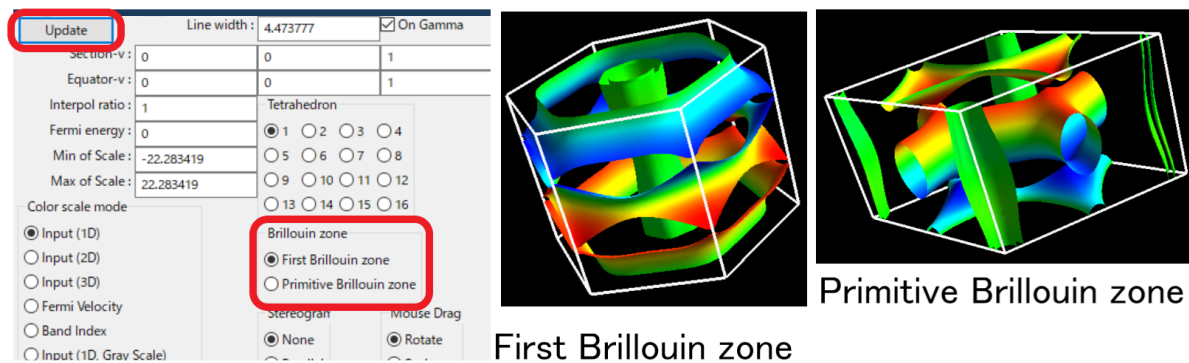 Update
Line width : 4.473777 On Gamma
Section-v : 0 0 1
Equator-v : 0 0 1
Interpol ratio : 1
Fermi energy : 0
Min of Scale : -22.283419
Max of Scale : 22.283419
Tetrahedron
1 2 3 4
5 6 7 8
9 10 11 12
13 14 15 16
Color scale mode
Input (1D)
Input (2D)
Input (3D)
Fermi Velocity
Band Index
Input (1D, Gray Scale)
Brillouin zone
First Brillouin zone
Primitive Brillouin zone
Stereogram
None
Mouse Drag
Rotate
First Brillouin zone
Primitive Brillouin zone